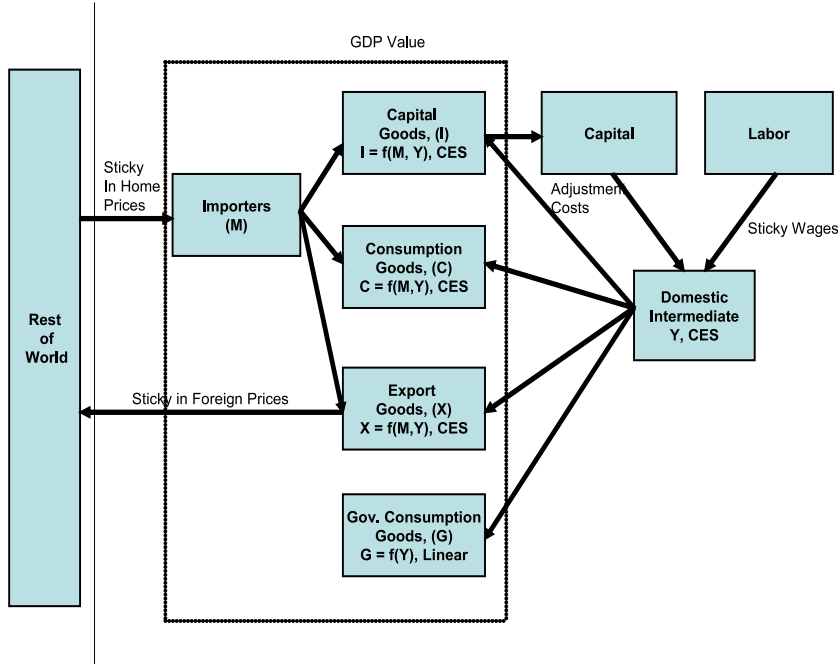 GDP Value
Capital
Goods, (I)
I = f(M, Y), CES
Capital
Labor
Sticky
In Home
Prices
Importers
(M)
Adjustment
Costs
Sticky Wages
Consumption
Goods, (C)
C = f(M,Y), CES
Domestic
Intermediate
Y, CES
Rest
of
World
Sticky in Foreign Prices
Export
Goods, (X)
X = f(M,Y), CES
Gov. Consumption
Goods, (G)
G = f(Y), Linear